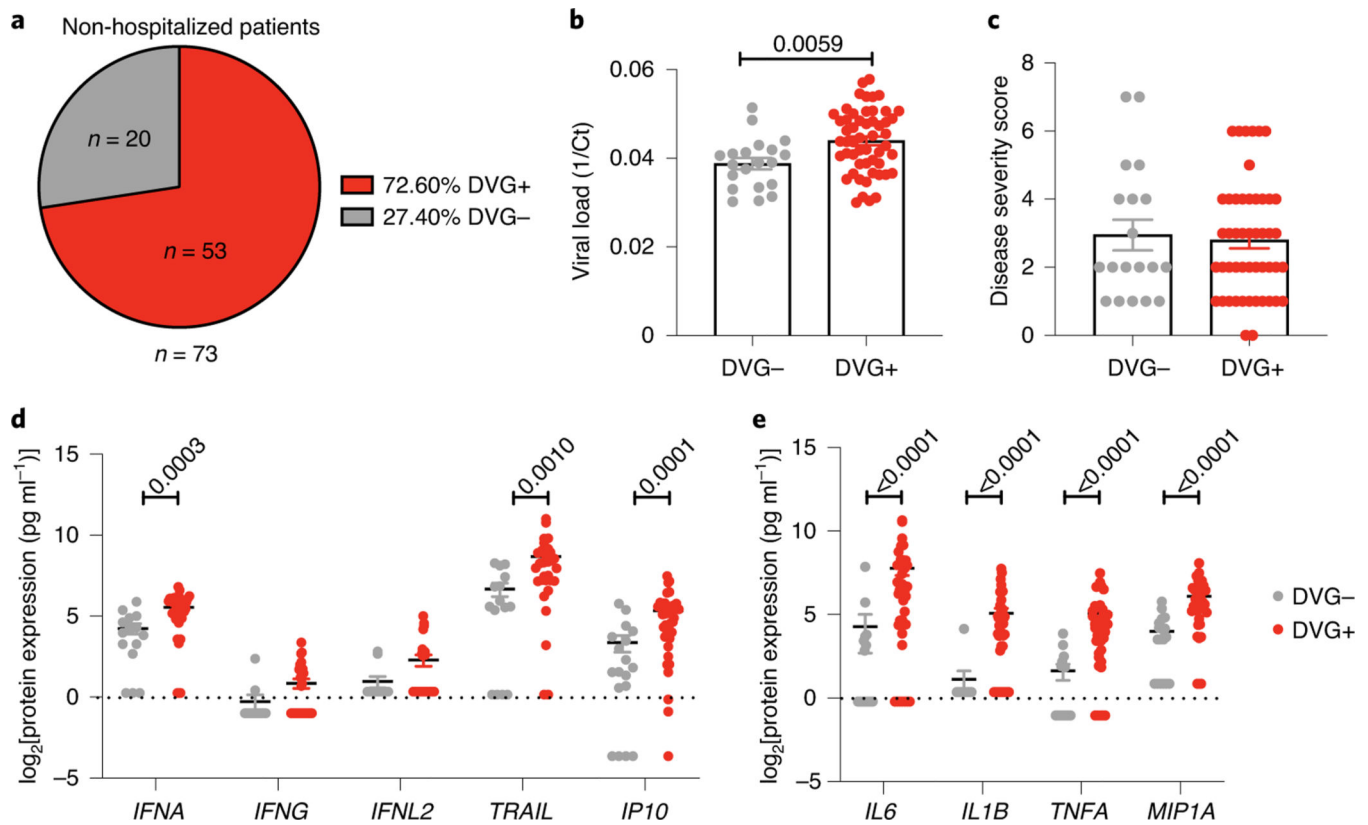 a
Non-hospitalized patients
n = 20
n = 53
n = 73
72.60% DVG+
27.40% DVG–
b
0.0059
Viral load (1/Ct)
0.06
0.04
0.02
0
DVG–
DVG+
c
Disease severity score
8
6
4
2
0
DVG–
DVG+
d
log₂[protein expression (pg ml⁻¹)]
15
10
5
0
–5
0.0003
0.0010
0.0001
IFNA
IFNG
IFNL2
TRAIL
IP10
e
log₂[protein expression (pg ml⁻¹)]
15
10
5
0
–5
<0.0001
<0.0001
<0.0001
<0.0001
IL6
IL1B
TNFA
MIP1A
DVG–
DVG+